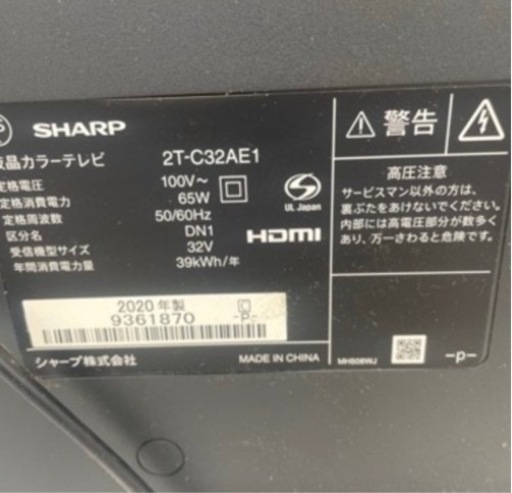 SHARP
液晶カラーテレビ 2T-C32AE1
定格電圧 100V~
定格消費電力 65W
定格周波数 50/60Hz
区分名 DN1
受信機型サイズ 32V
年間消費電力量 39kWh/年
UL Japan
HDMI
2020年製 C
9361870 -P-
シャープ株式会社 MADE IN CHINA
警告
高圧注意
サービスマン以外の方は、
裏ぶたをあけないでください。
内部には高電圧部分が数多く
あり、万一さわると危険です。
-p-